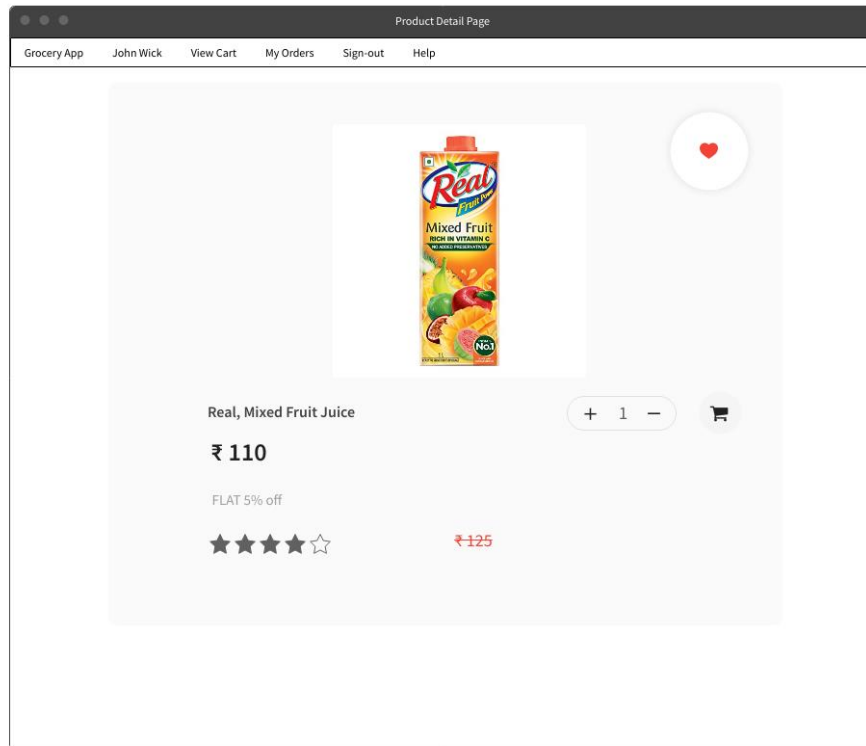 Product Detail Page
Grocery App John Wick View Cart My Orders Sign-out Help
Real
Fruit Power
Mixed Fruit
RICH IN VITAMIN C
NO ADDED PRESERVATIVES
No.1
Real, Mixed Fruit Juice
+ 1 −
₹ 110
FLAT 5% off
₹ 125